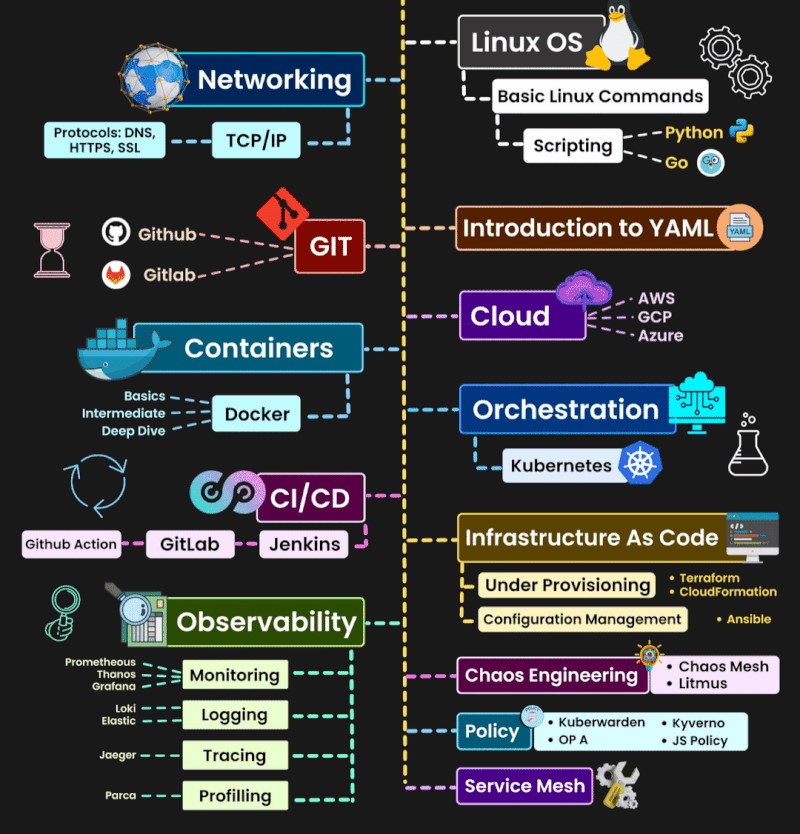 Linux OS
Basic Linux Commands
Scripting
Python
Go
Networking
TCP/IP
Protocols: DNS,
HTTPS, SSL
Introduction to YAML
YAML
GIT
Github
Gitlab
Cloud
AWS
GCP
Azure
Containers
Docker
Basics
Intermediate
Deep Dive
Orchestration
Kubernetes
CI/CD
Jenkins
GitLab
Github Action
Infrastructure As Code
Under Provisioning
• Terraform
• CloudFormation
Configuration Management
• Ansible
Observability
Monitoring
Prometheous
Thanos
Grafana
Logging
Loki
Elastic
Tracing
Jaeger
Profilling
Parca
Chaos Engineering
• Chaos Mesh
• Litmus
Policy
• Kuberwarden
• OP A
• Kyverno
• JS Policy
Service Mesh